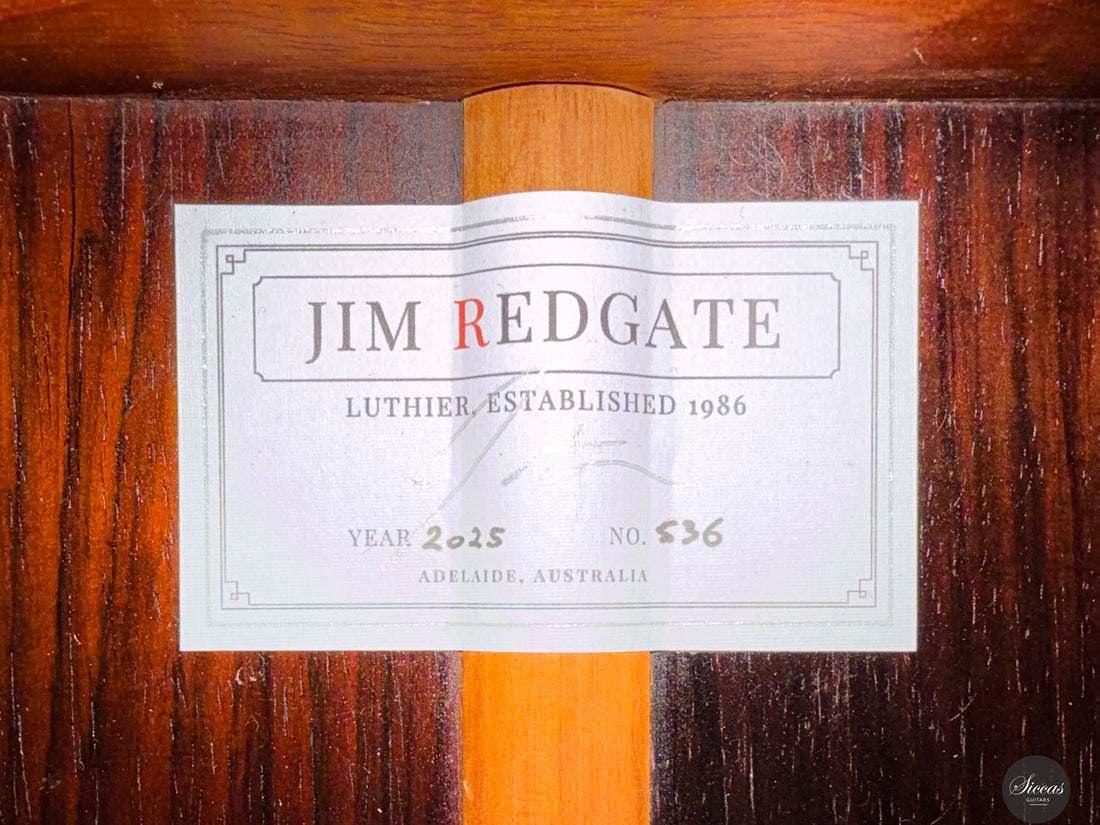 JIM REDGATE
LUTHIER, ESTABLISHED 1986
YEAR 2025 NO. 536
ADELAIDE, AUSTRALIA
Siccas
GUITARS